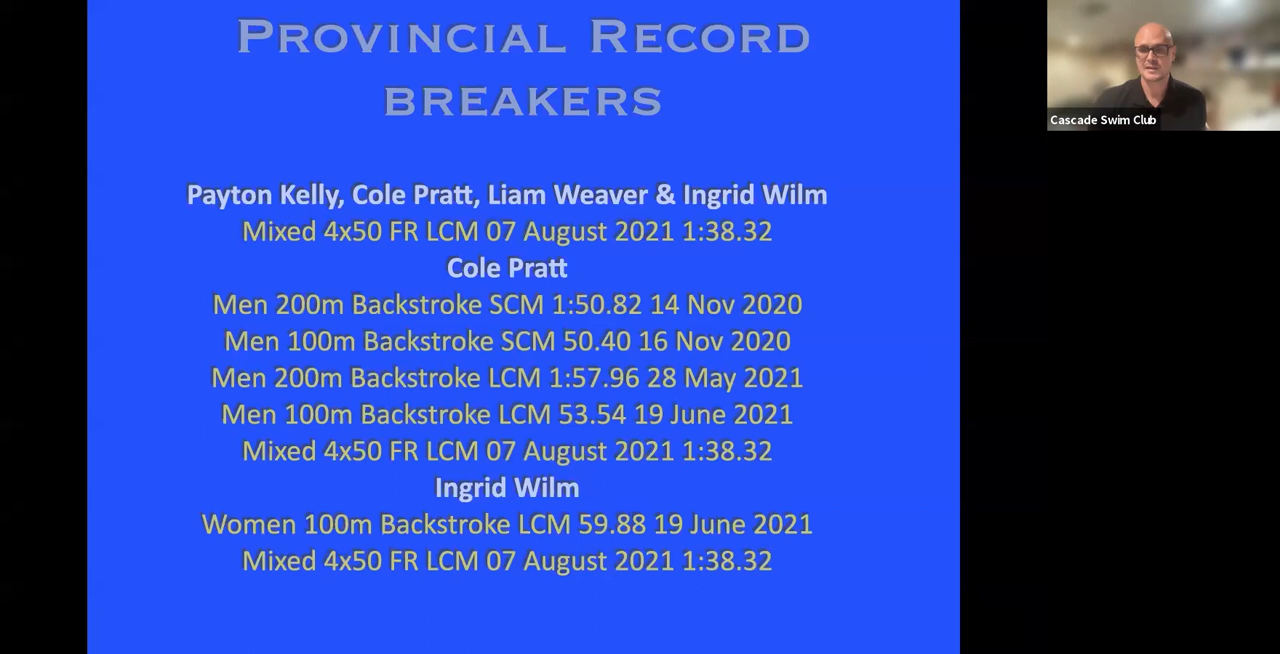 PROVINCIAL RECORD
BREAKERS
Payton Kelly, Cole Pratt, Liam Weaver & Ingrid Wilm
Mixed 4x50 FR LCM 07 August 2021 1:38.32
Cole Pratt
Men 200m Backstroke SCM 1:50.82 14 Nov 2020
Men 100m Backstroke SCM 50.40 16 Nov 2020
Men 200m Backstroke LCM 1:57.96 28 May 2021
Men 100m Backstroke LCM 53.54 19 June 2021
Mixed 4x50 FR LCM 07 August 2021 1:38.32
Ingrid Wilm
Women 100m Backstroke LCM 59.88 19 June 2021
Mixed 4x50 FR LCM 07 August 2021 1:38.32
Cascade Swim Club